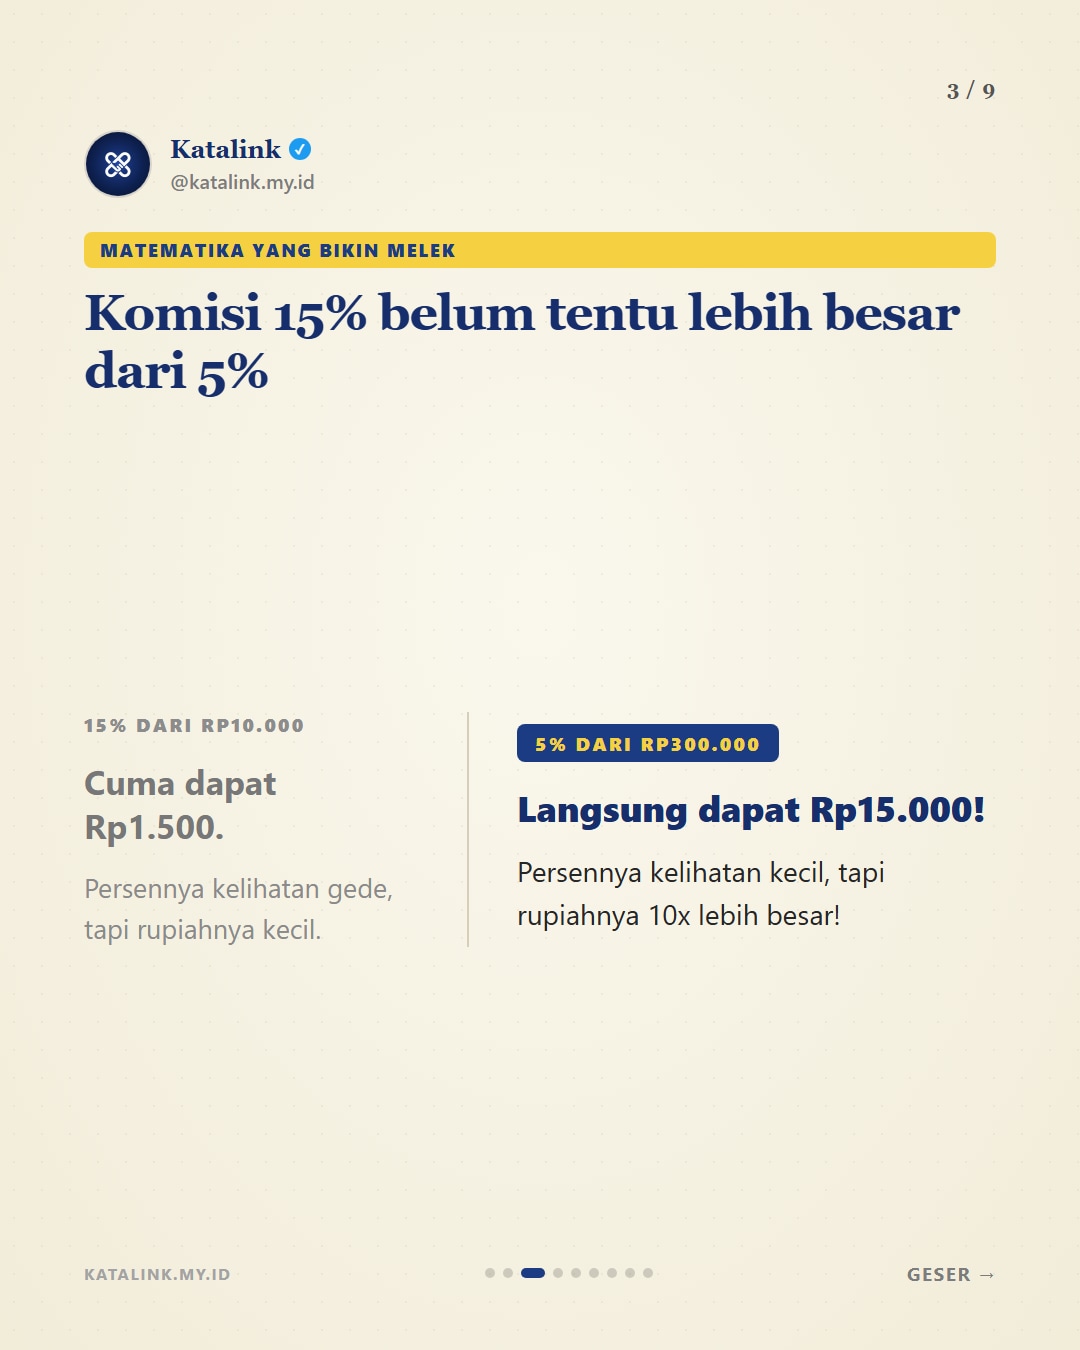 3 / 9
Katalink
@katalink.my.id
MATEMATIKA YANG BIKIN MELEK
Komisi 15% belum tentu lebih besar
dari 5%
15% DARI RP10.000
Cuma dapat
Rp1.500.
Persennya kelihatan gede,
tapi rupiahnya kecil.
5% DARI RP300.000
Langsung dapat Rp15.000!
Persennya kelihatan kecil, tapi
rupiahnya 10x lebih besar!
KATALINK.MY.ID
GESER →